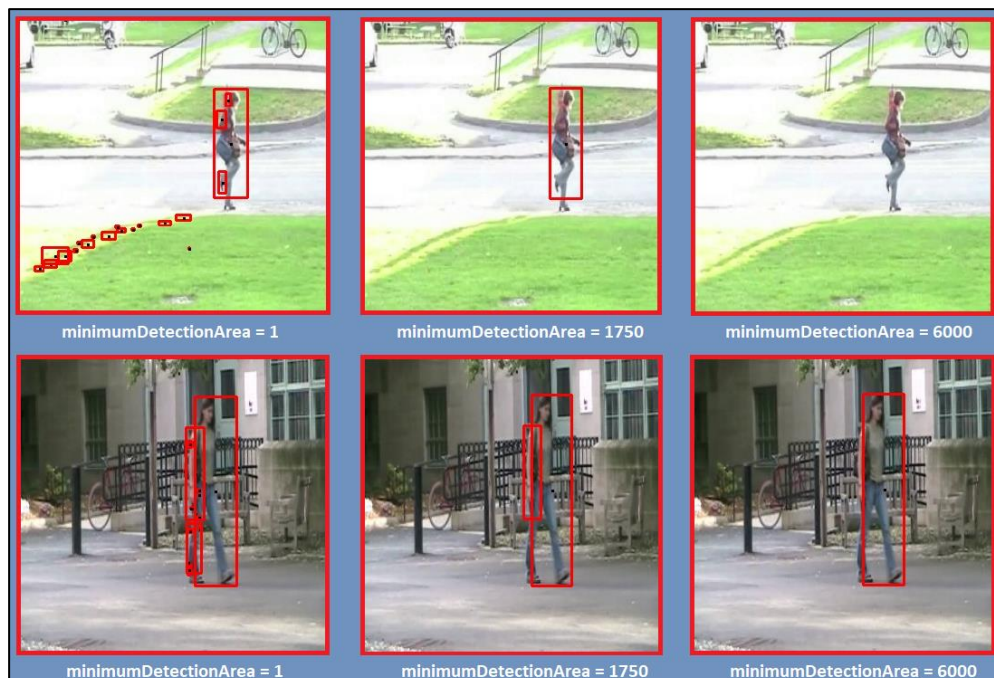 minimumDetectionArea = 1
minimumDetectionArea = 1750
minimumDetectionArea = 6000
minimumDetectionArea = 1
minimumDetectionArea = 1750
minimumDetectionArea = 6000